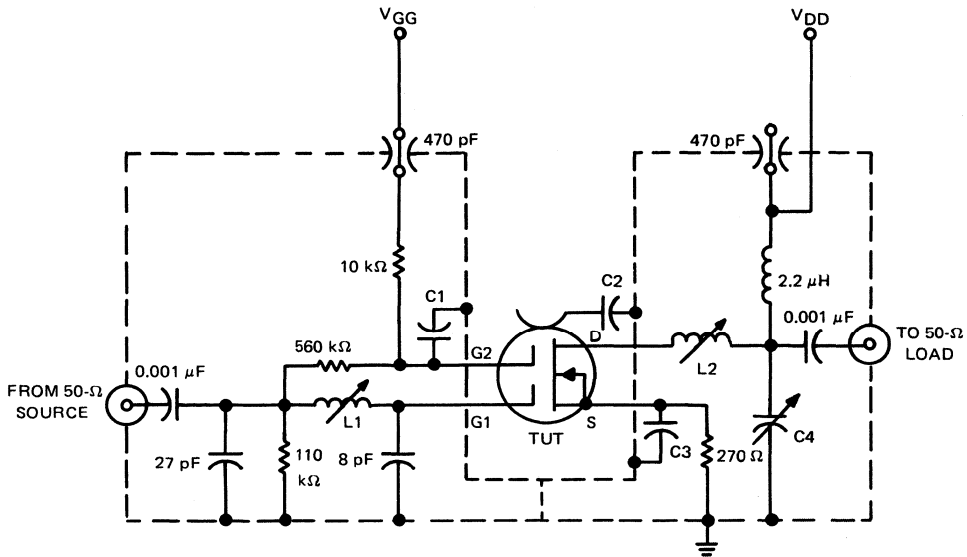 VGG
VDD
470 pF
470 pF
10 kΩ
C1
C2
2.2 μH
D
0.001 μF
TO 50-Ω
LOAD
560 kΩ
G2
L2
FROM 50-Ω
SOURCE
0.001 μF
L1
G1
TUT
S
C3
C4
27 pF
110
kΩ
8 pF
270 Ω